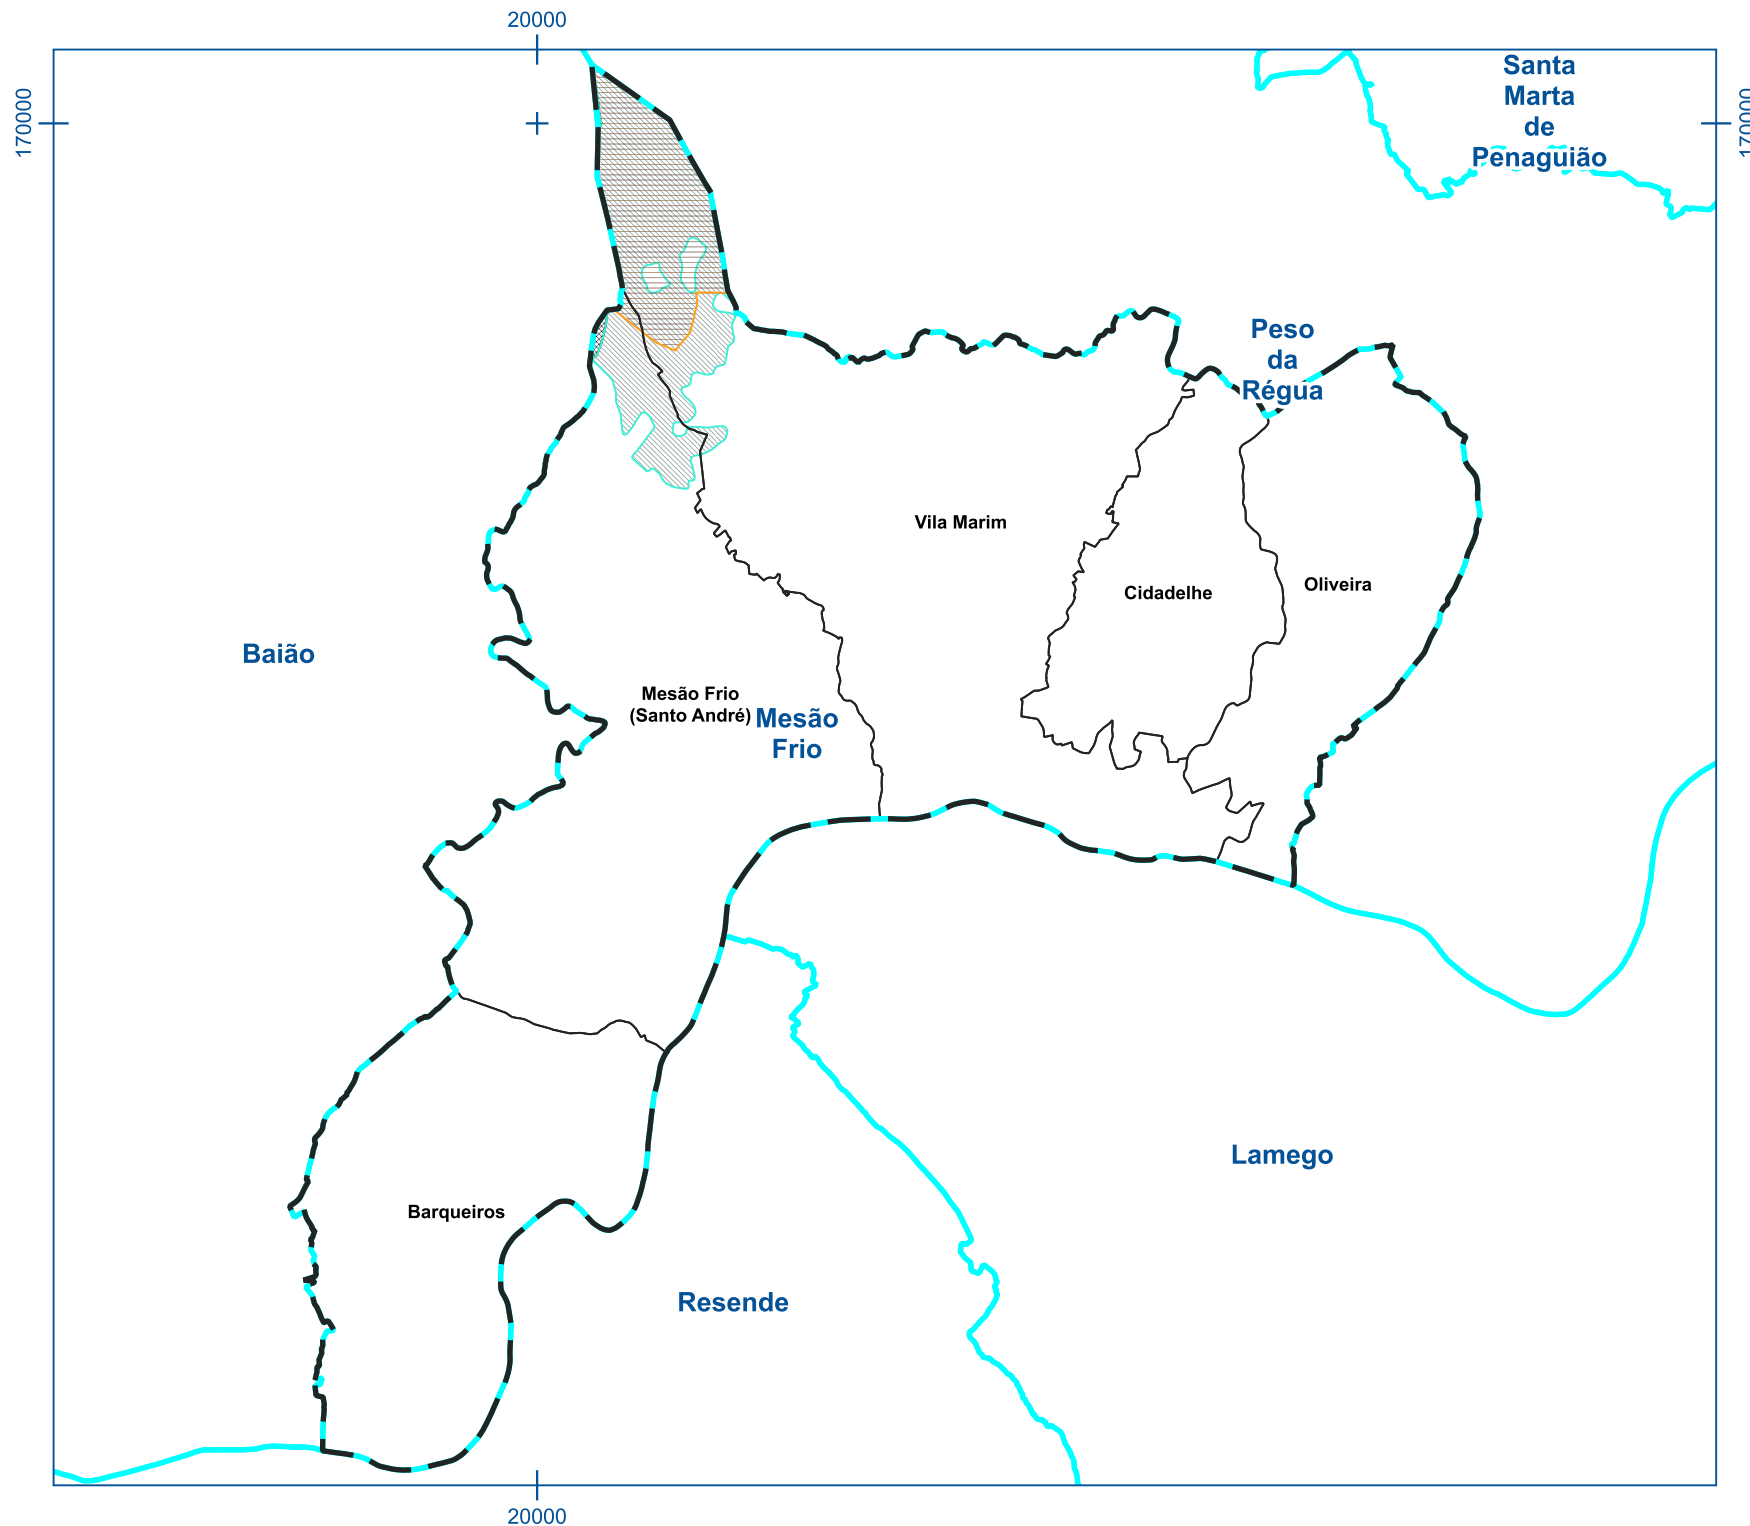 20000
Santa
Marta
de
Penaguião
170000
170000
Peso
da
Régua
Vila Marim
Cidadelhe
Oliveira
Baião
Mesão Frio
(Santo André)
Mesão
Frio
Lamego
Barqueiros
Resende
20000